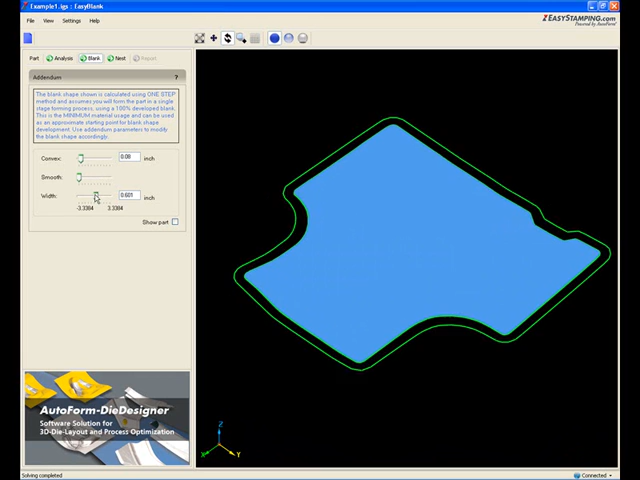 Example1.igs : EasyBlank
File View Settings Help
EASYSTAMPING.com
Powered by AutoForm
Part Analysis Blank Nest Report
Addendum ?
The blank shape shown is calculated using ONE STEP
method and assumes you will form the part in a single
stage forming process, using a 100% developed blank.
This is the MINIMUM material usage and can be used
as an approximate starting point for blank shape
development. Use addendum parameters to modify
the blank shape accordingly.
Convex: 0.08 inch
Smooth:
Width: 0.601 inch
-3.3384 3.3384
Show part
AutoForm-DieDesigner
Software Solution for
3D-Die-Layout and Process Optimization
Z
X Y
Solving completed
Connected